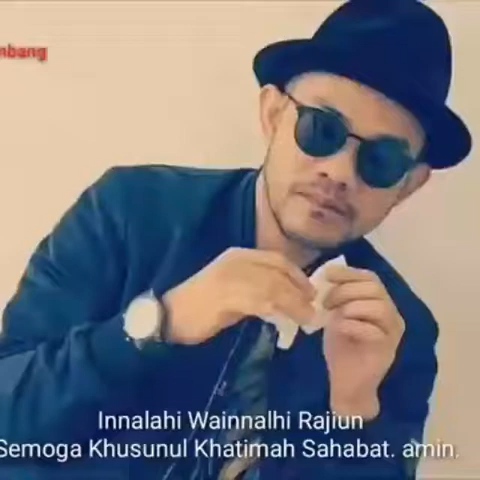 mbang
Innalahi Wainnalhi Rajiun
Semoga Khusunul Khatimah Sahabat. amin.